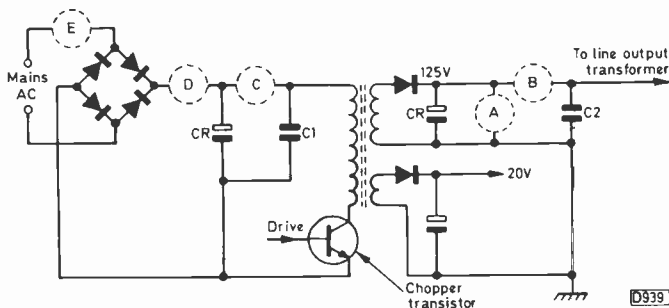 E
Mains
AC
D
C
CR
C1
125V
CR
A
B
C2
To line output
transformer
20V
Drive
Chopper
transistor
D939